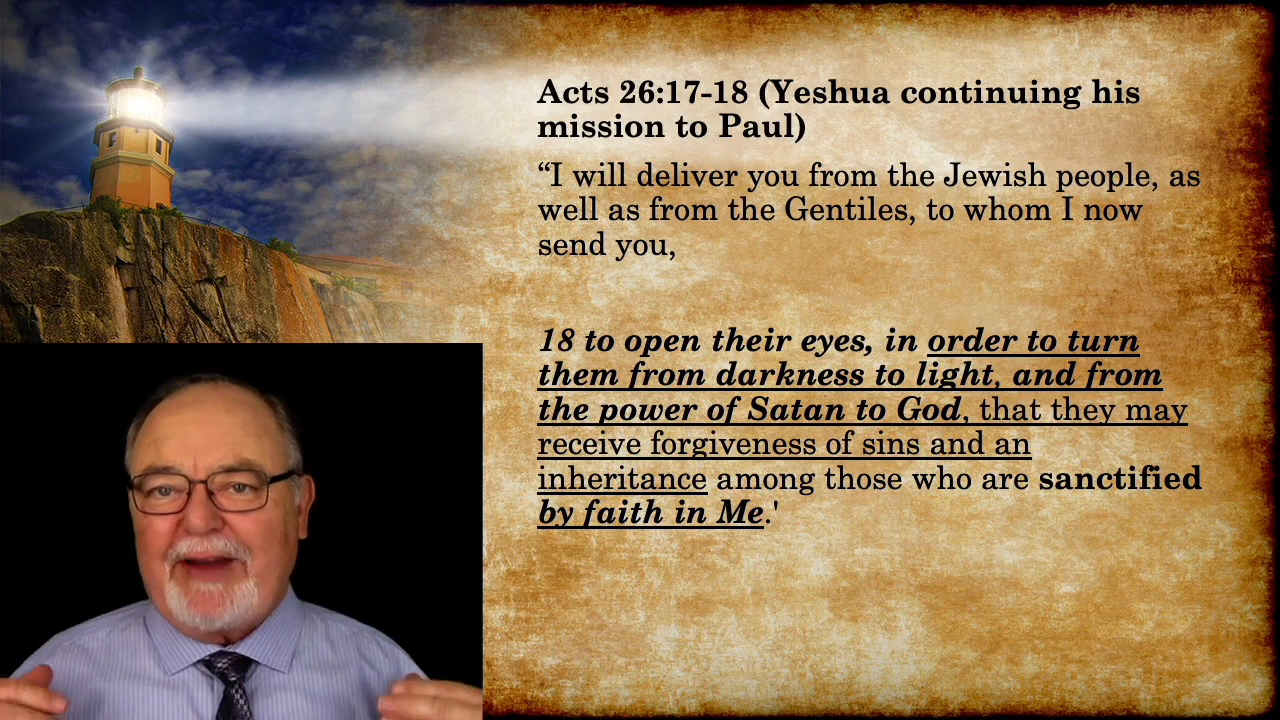 Acts 26:17-18 (Yeshua continuing his
mission to Paul)
“I will deliver you from the Jewish people, as
well as from the Gentiles, to whom I now
send you,
18 to open their eyes, in order to turn
them from darkness to light, and from
the power of Satan to God, that they may
receive forgiveness of sins and an
inheritance among those who are sanctified
by faith in Me.'